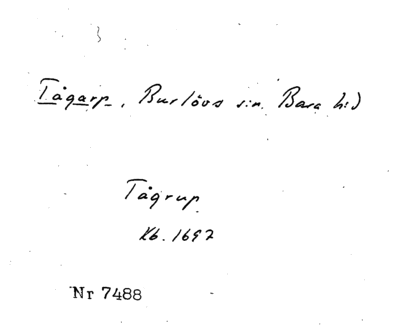 Tågarp, Burlövs s:n. Bara h:d
Tågrup
Kb. 1697
Nr 7488